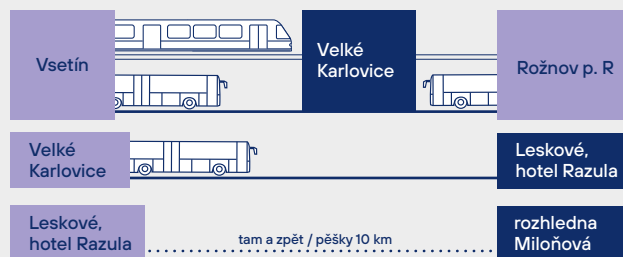 Vsetín
Velké
Karlovice
Rožnov p. R
Velké
Karlovice
Leskové,
hotel Razula
Leskové,
hotel Razula
tam a zpět / pěšky 10 km
rozhledna
Miloňová